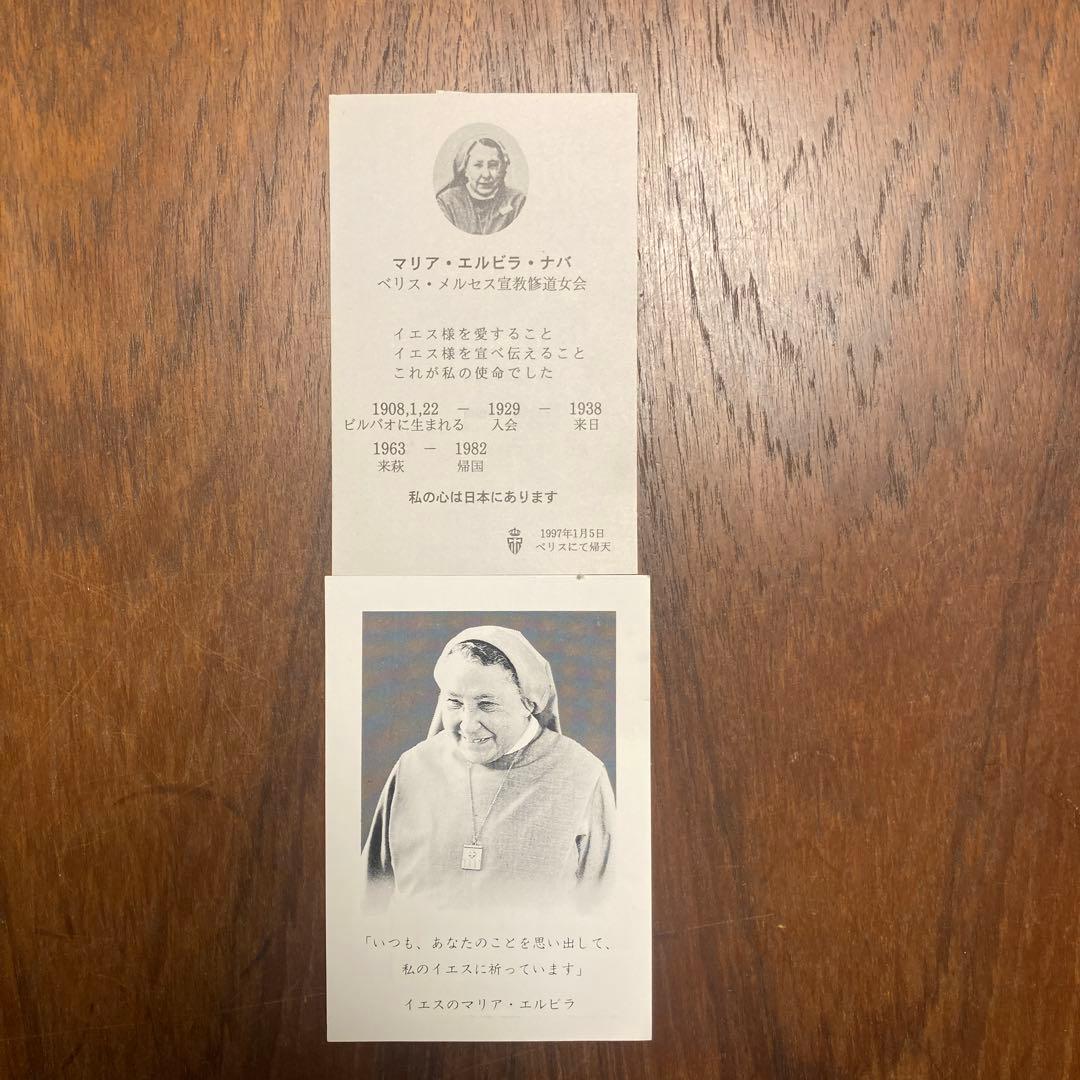 マリア・エルビラ・ナバ
ベリス・メルセス宣教修道女会
イエス様を愛すること
イエス様を宣べ伝えること
これが私の使命でした
1908,1,22 － 1929 － 1938
ビルバオに生まれる 入会 来日
1963 － 1982
来萩 帰国
私の心は日本にあります
1997年1月5日
ベリスにて帰天
「いつも、あなたのことを思い出して、
私のイエスに祈っています」
イエスのマリア・エルビラ